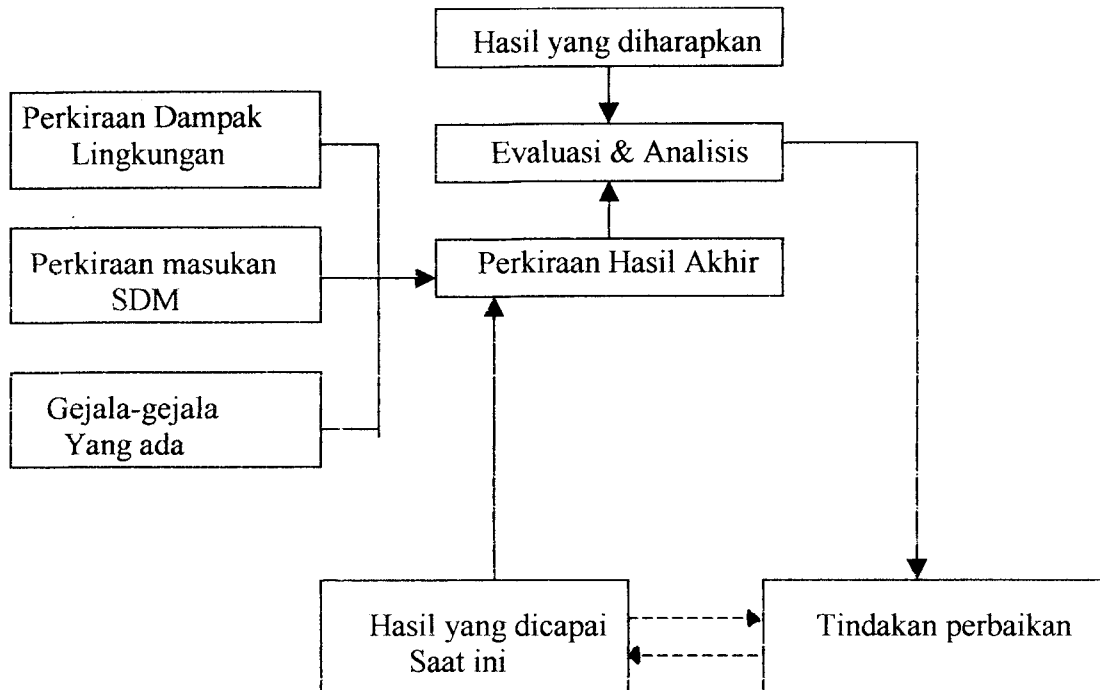 Hasil yang diharapkan
Perkiraan Dampak
Lingkungan
Evaluasi & Analisis
Perkiraan masukan
SDM
Perkiraan Hasil Akhir
Gejala-gejala
Yang ada
Hasil yang dicapai
Saat ini
Tindakan perbaikan